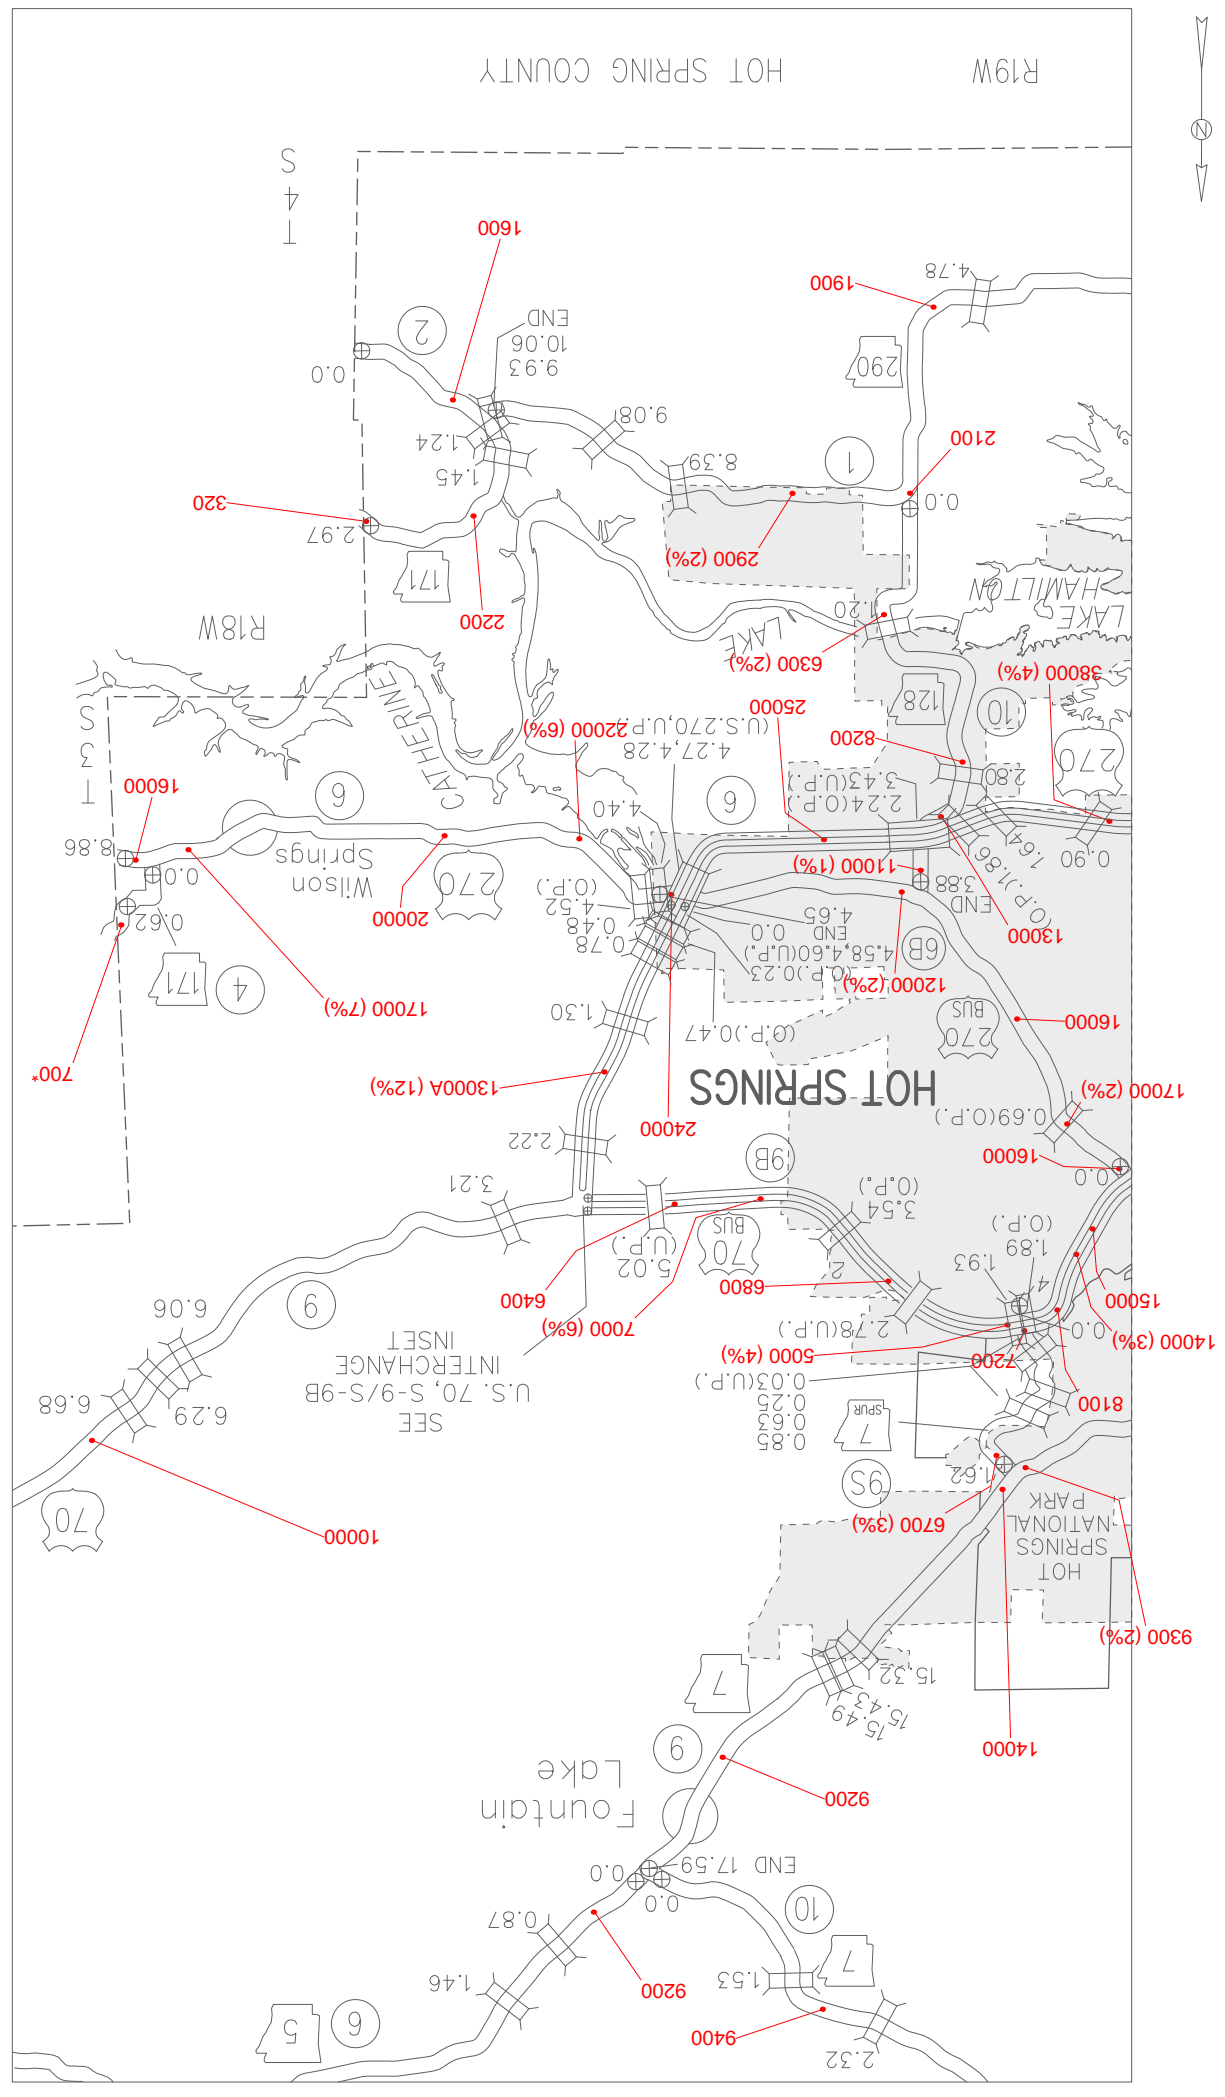 2.32
9400
6
5
1.46
1.53
7
9200
10
0.87
0.0
0.0
END 17.59
Fountain
Lake
9200
9
14000
7
15.49
15.43
15.32
9300 (2%)
HOT
SPRINGS
NATIONAL
PARK
10000
70
6700 (3%)
9S
1.62
0.85
0.63
0.25
0.03(U.P.)
7
SPUR
8100
6.68
6.29
SEE
U.S. 70, S-9/S-9B
INTERCHANGE
INSET
7200
5000 (4%)
14000 (3%)
0.0
2.78(U.P.)
7000 (6%)
15000
6400
6.06
9
4
2
6800
1.93
1.89
(O.P.)
5.02
(U.P.)
70
BUS
3.54
(O.P.)
3.21
0.0
16000
9B
2.22
24000
0.69(O.P.)
17000 (2%)
HOT SPRINGS
13000A (12%)
700*
16000
270
BUS
(O.P.)0.47
1.30
17000 (7%)
4
171
12000 (2%)
(O.P.)0.23
4.58,4.60(U.P.)
0.0
END
4.65
6B
0.78
0.48
4.52
(O.P.)
13000
(O.P.)1.86
END
3.88
20000
0.62
0.0
Wilson
Springs
270
11000 (1%)
8.86
0.90
1.64
2.24(O.P.)
3.43(U.P.)
6
4.40
6
16000
2.80
270
8200
4.27,4.28
(U.S.270,U.P.)
22000 (6%)
25000
CATHERINE
T
3
S
10
128
38000 (4%)
6300 (2%)
LAKE
R18W
2200
1.20
LAKE
HAMILTON
171
2900 (2%)
2.97
320
0.0
2100
1
8.39
1.45
1.24
9.08
290
9.93
10.06
END
0.0
2
1900
4.78
1600
T
4
S
R19W
HOT SPRING COUNTY
N